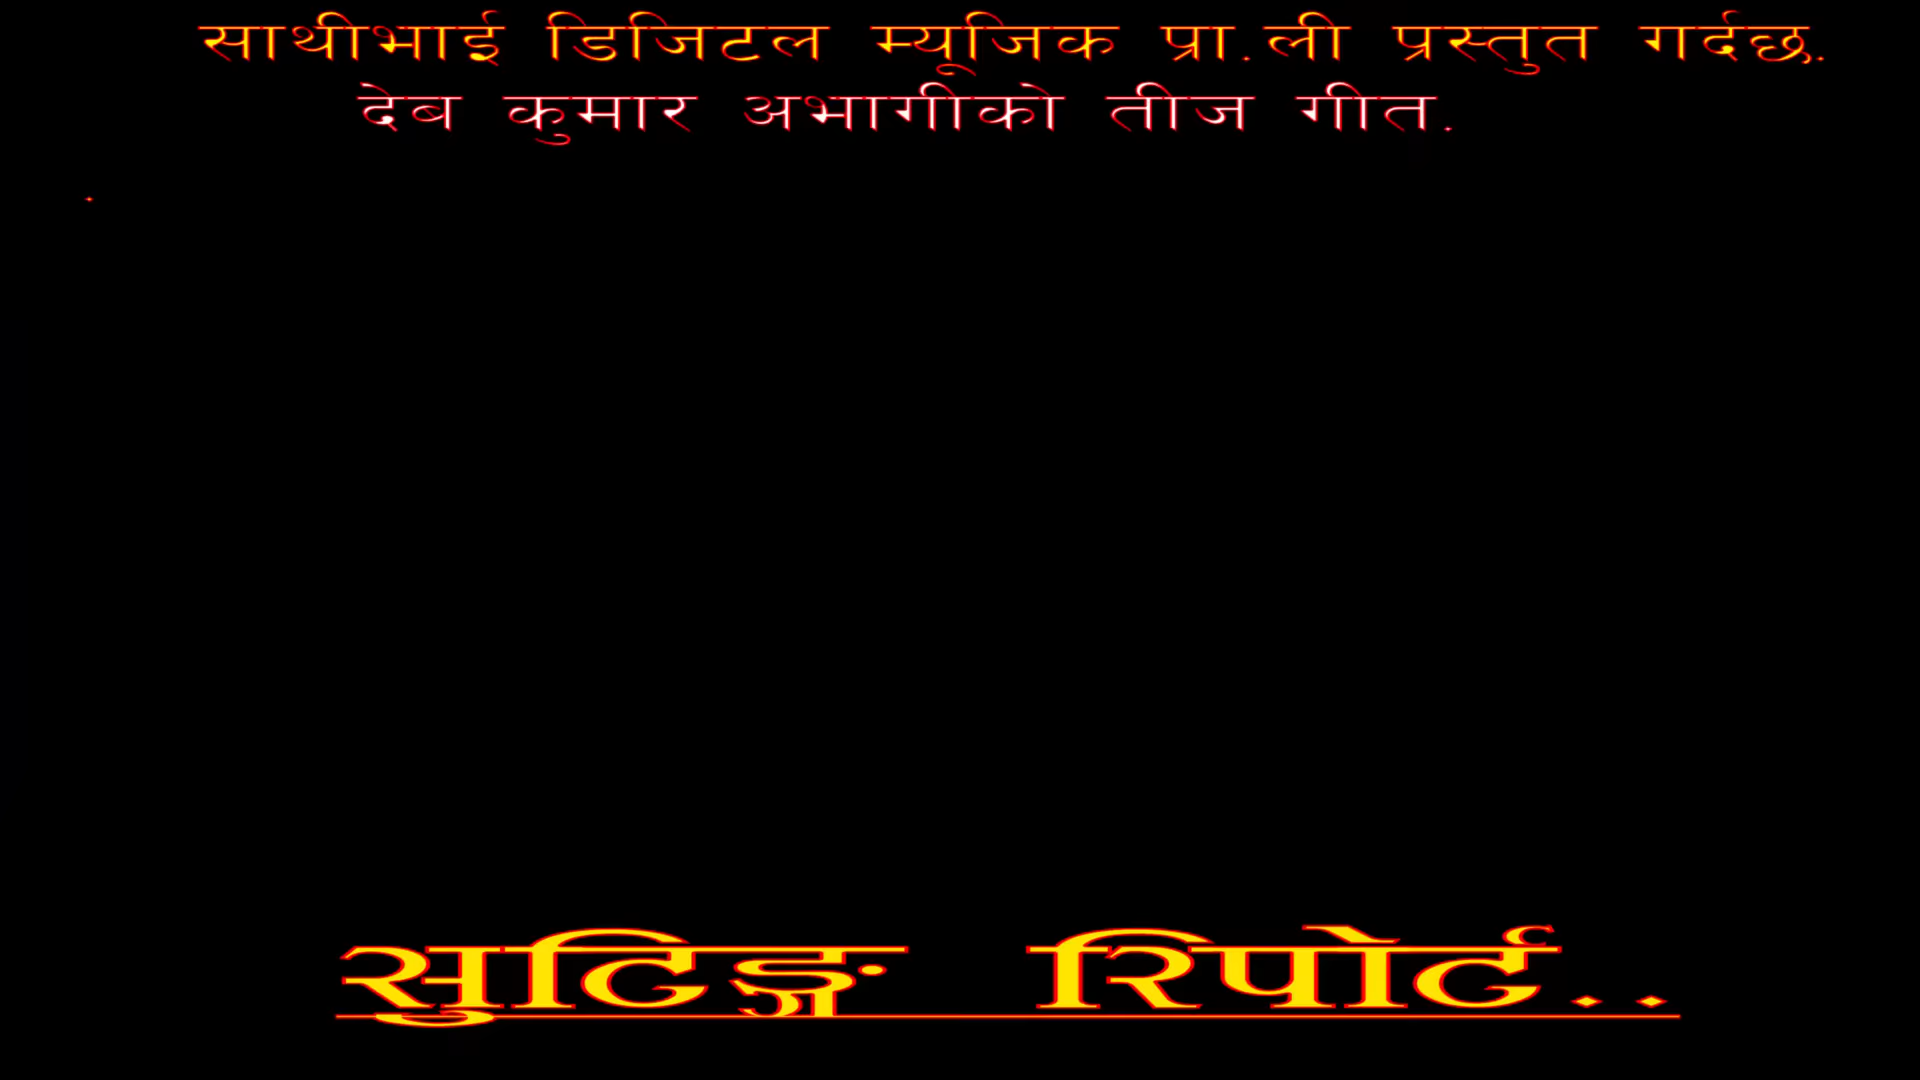 साथीभाई डिजिटल म्यूजिक प्रा.ली प्रस्तुत गर्दछ.
देब कुमार अभागीको तीज गीत.
सुटिङ्ग रिपोर्ट..